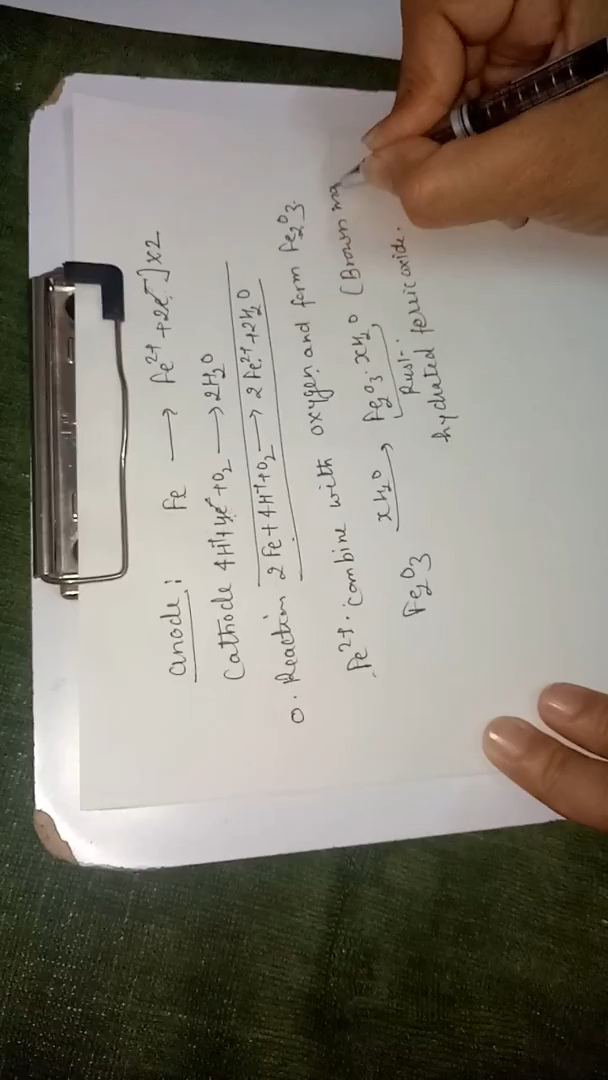 anode: Fe ⟶ Fe²⁺ + 2e⁻] x2
Cathode 4H⁺ + 4e⁻ + O₂ ⟶ 2H₂O
O. Reaction 2Fe + 4H⁺ + O₂ ⟶ 2Fe²⁺ + 2H₂O
Fe²⁺. combine with oxygen and form Fe₂O₃.
Fe₂O₃ xH₂O ⟶ Fe₂O₃.xH₂O (Brown ma
Rust.
hydrated ferric oxide.